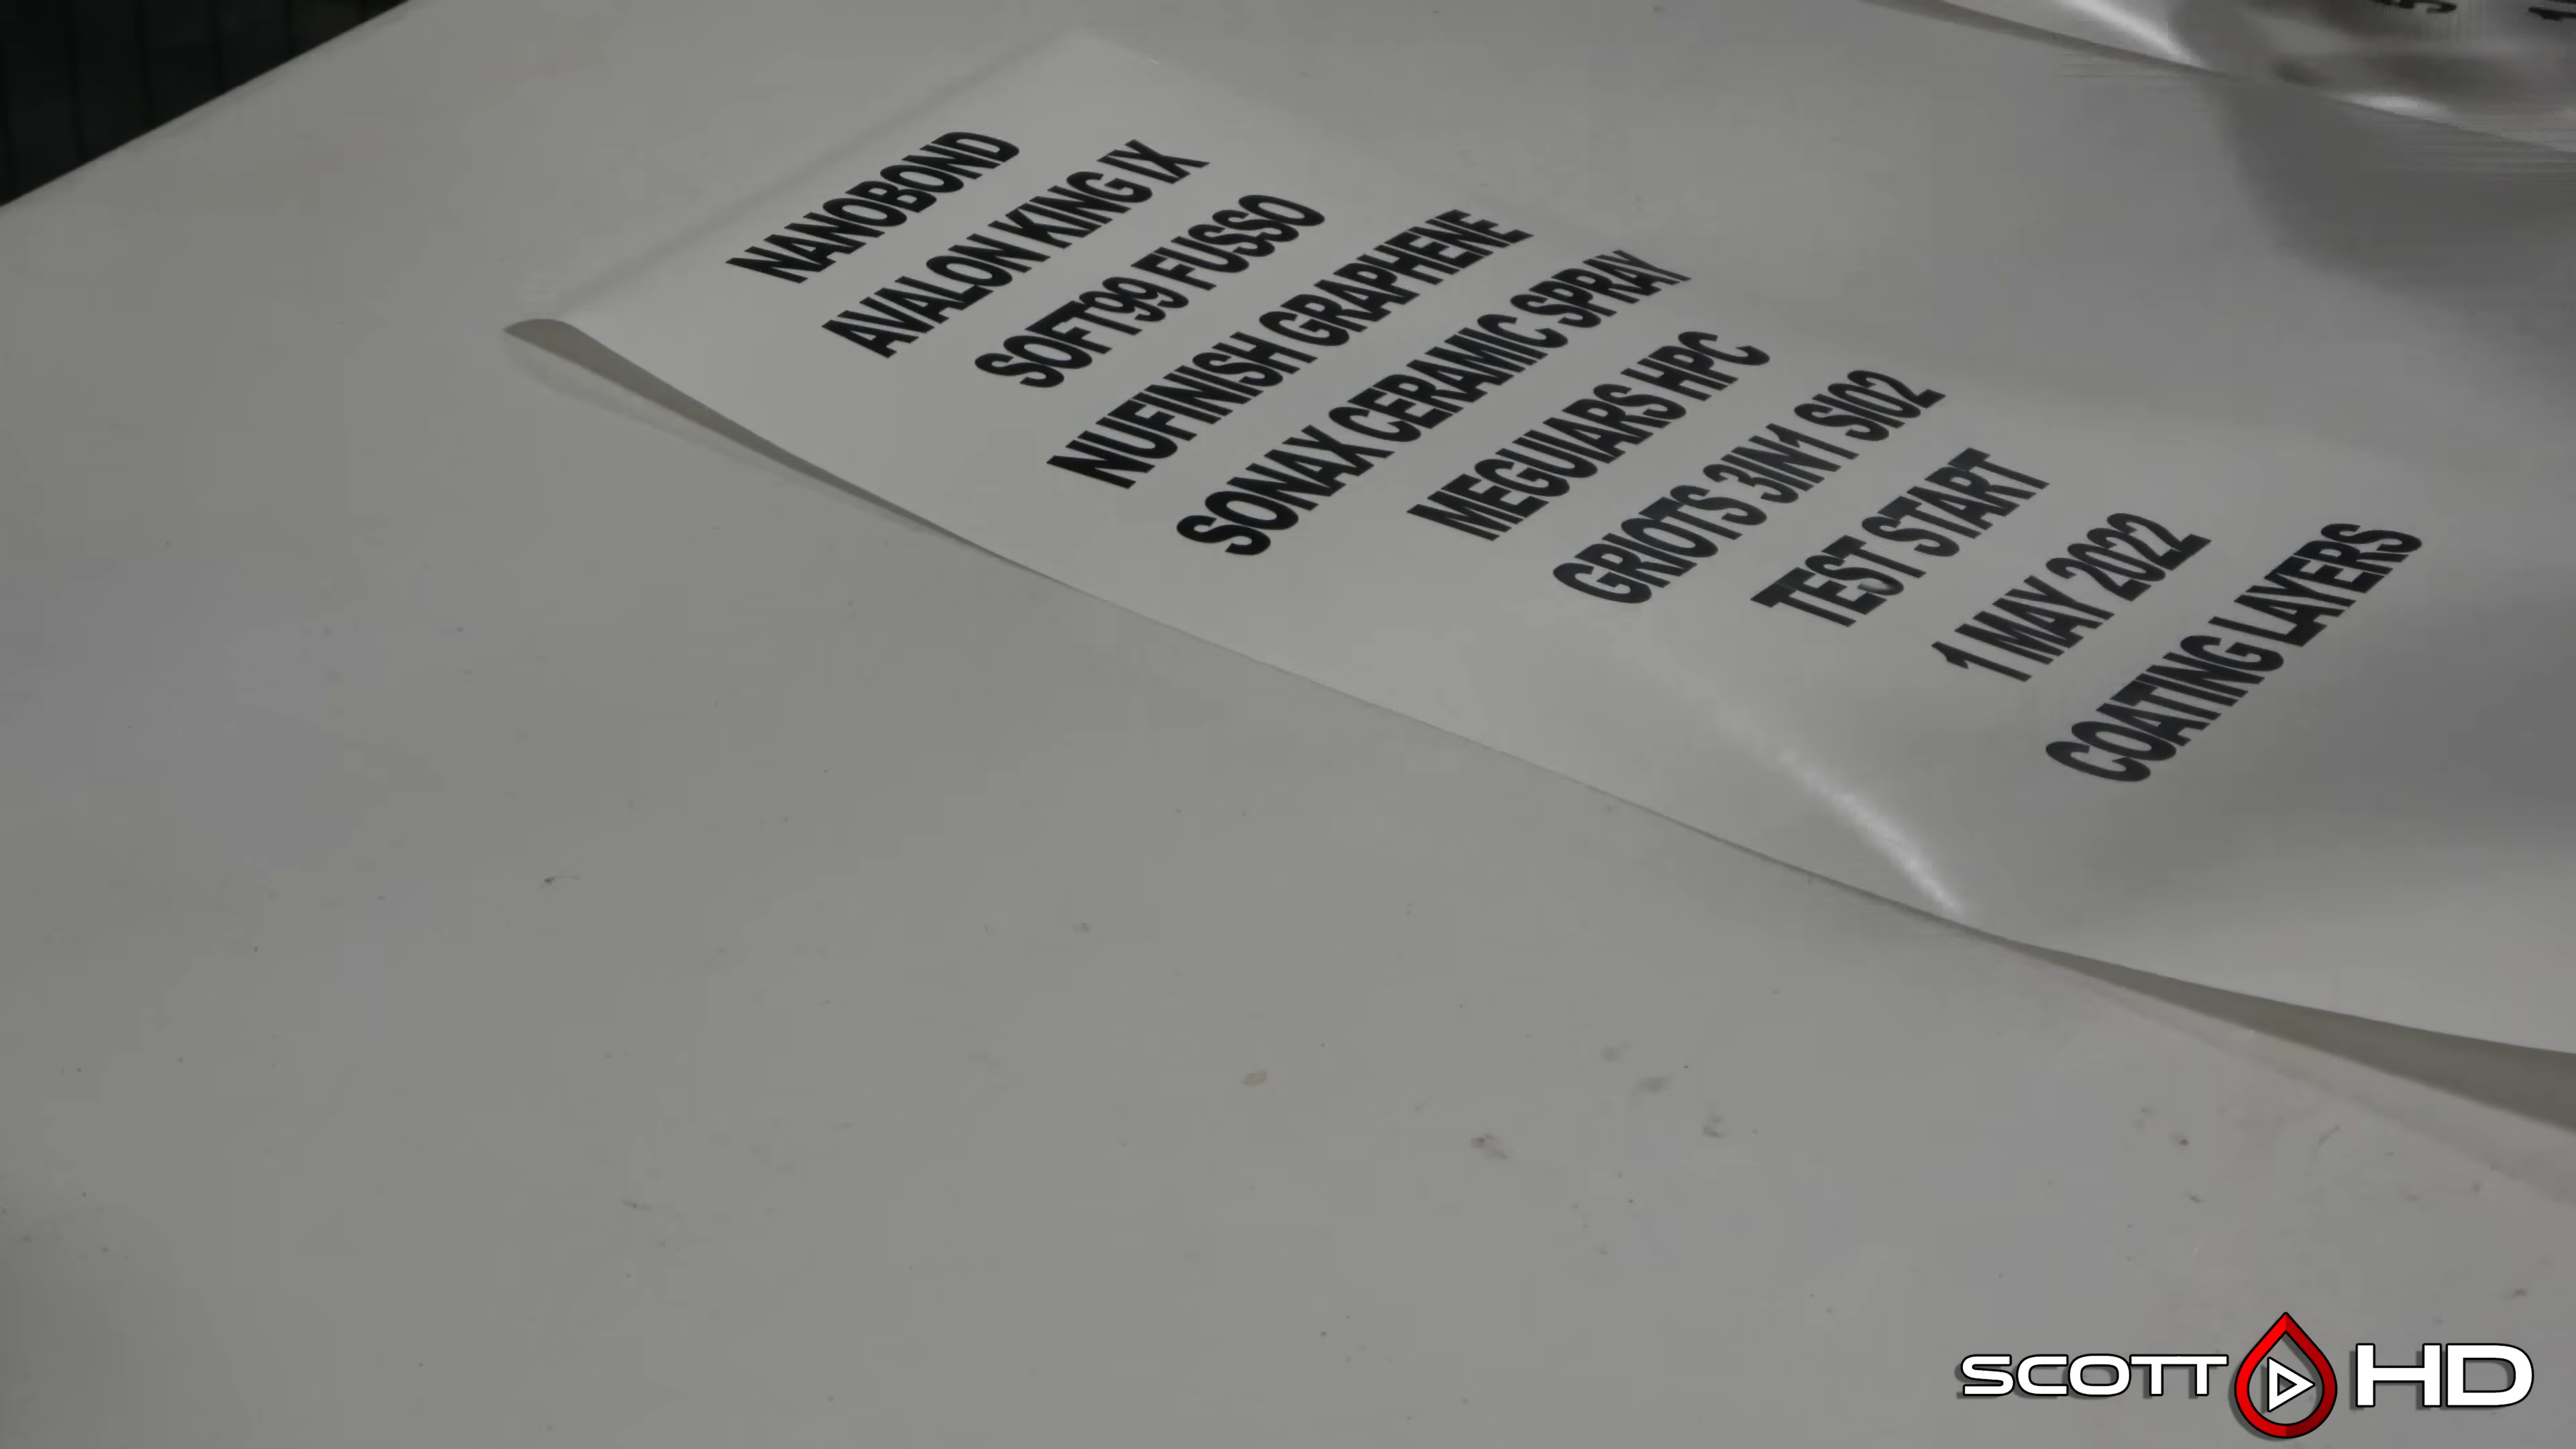 NANOBOND
AVALON KING IX
SOFT99 FUSSO
NUFINISH GRAPHENE
SONAX CERAMIC SPRAY
MEGUIARS HPC
GRIOTS 3IN1 SI02
TEST START
1 MAY 2022
COATING LAYERS
SCOTT HD